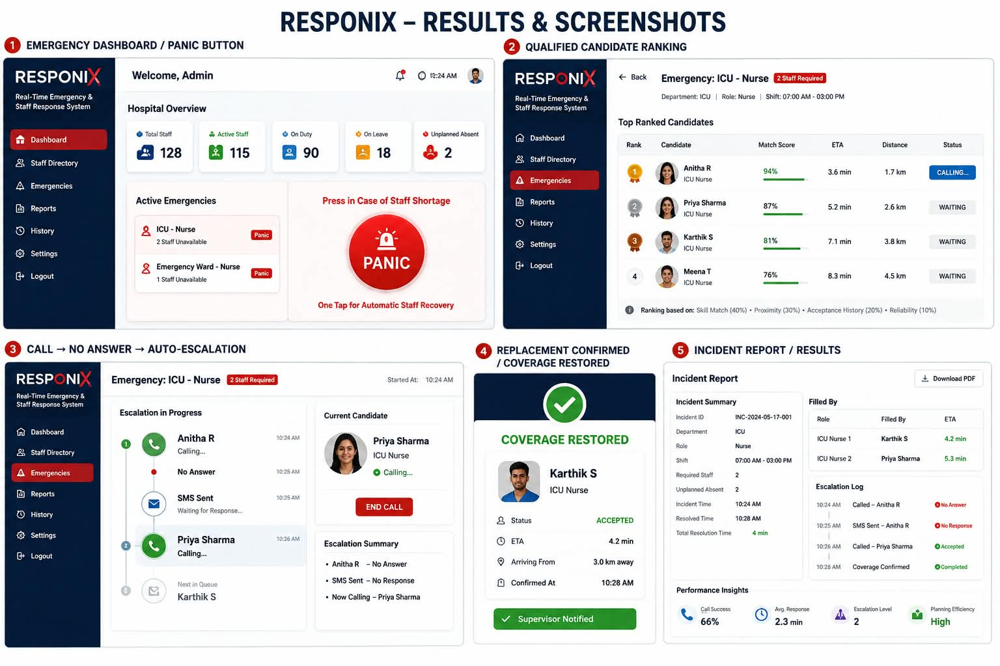 RESPONIX – RESULTS & SCREENSHOTS
1 EMERGENCY DASHBOARD / PANIC BUTTON
RESPONIX
Real-Time Emergency &
Staff Response System
Dashboard
Staff Directory
Emergencies
Reports
History
Settings
Logout
Welcome, Admin
Hospital Overview
Total Staff
128
Active Staff
115
On Duty
90
On Leave
18
Unplanned Absent
2
Active Emergencies
ICU - Nurse
2 Staff Unavailable
Panic
Emergency Ward - Nurse
1 Staff Unavailable
Panic
Press in Case of Staff Shortage
PANIC
One Tap for Automatic Staff Recovery
2 QUALIFIED CANDIDATE RANKING
RESPONIX
Real-Time Emergency &
Staff Response System
Dashboard
Staff Directory
Emergencies
Reports
History
Settings
Logout
← Back
Emergency: ICU - Nurse 2 Staff Required
Department: ICU | Role: Nurse | Shift: 07:00 AM - 03:00 PM
Top Ranked Candidates
Rank Candidate Match Score ETA Distance Status
1 Anitha R ICU Nurse 94% 3.6 min 1.7 km CALLING...
2 Priya Sharma ICU Nurse 87% 5.2 min 2.6 km WAITING
3 Karthik S ICU Nurse 81% 7.1 min 3.8 km WAITING
4 Meena T ICU Nurse 76% 8.3 min 4.5 km WAITING
Ranking based on: Skill Match (40%) • Proximity (30%) • Acceptance History (20%) • Reliability (10%)
3 CALL → NO ANSWER → AUTO-ESCALATION
RESPONIX
Real-Time Emergency &
Staff Response System
Dashboard
Staff Directory
Emergencies
Reports
History
Settings
Logout
Emergency: ICU - Nurse 2 Staff Required
Started At: 10:24 AM
Escalation in Progress
1 Anitha R 10:24 AM
Calling...
No Answer 10:25 AM
SMS Sent 10:25 AM
Waiting for Response...
2 Priya Sharma 10:26 AM
Calling...
Next in Queue
Karthik S
Current Candidate
Priya Sharma
ICU Nurse
Calling...
END CALL
Escalation Summary
• Anitha R – No Answer
• SMS Sent – No Response
• Now Calling – Priya Sharma
4 REPLACEMENT CONFIRMED
/ COVERAGE RESTORED
COVERAGE RESTORED
Karthik S
ICU Nurse
Status ACCEPTED
ETA 4.2 min
Arriving From 3.0 km away
Confirmed At 10:28 AM
Supervisor Notified
5 INCIDENT REPORT / RESULTS
Incident Report
Download PDF
Incident Summary
Incident ID INC-2024-05-17-001
Department ICU
Role Nurse
Shift 07:00 AM - 03:00 PM
Required Staff 2
Unplanned Absent 2
Incident Time 10:24 AM
Resolved Time 10:28 AM
Total Resolution Time 4 min
Filled By
Role Filled By ETA
ICU Nurse 1 Karthik S 4.2 min
ICU Nurse 2 Priya Sharma 5.3 min
Escalation Log
10:24 AM Called – Anitha R No Answer
10:25 AM SMS Sent – Anitha R No Response
10:26 AM Called – Priya Sharma Accepted
10:28 AM Coverage Confirmed Completed
Performance Insights
Call Success
66%
Avg. Response
2.3 min
Escalation Level
2
Planning Efficiency
High